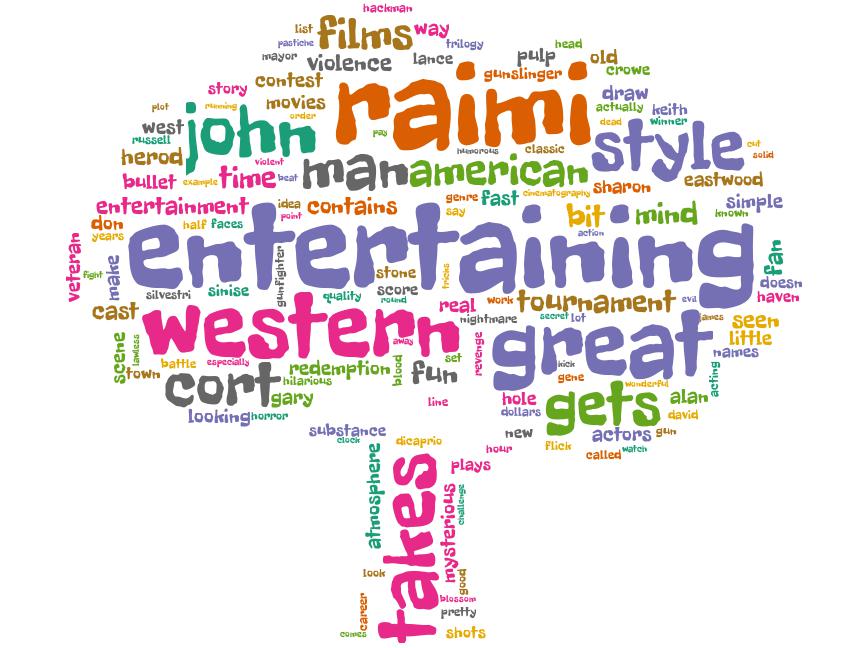 hackman
list
films
way
pastiche
trilogy
head
mayor
violence
lance
pulp
old
gunslinger
crowe
story
contest
raimi
draw
plot
running
movies
actually
keith
order
west
john
pay
dead
winner
russell
humorous
classic
style
cut
herod
violent
man
american
solid
bullet
example
time
beat
sharon
eastwood
entertainment
idea
contains
genre
fast
cinematography
simple
point
say
bit
mind
known
don
half
faces
years
entertaining
action
veteran
fight
make
gunfighter
stone
tricks
fan
doesn
silvestri
sinise
quality
score
haven
round
real
work
tournament
evil
cast
western
nightmare
secret
lot
james
seen
lawless
away
great
little
scene
names
battle
especially
set
revenge
kick
town
redemption
blood
fun
gene
wonderful
acting
cort
hilarious
gary
line
hole
gets
alan
looking
horror
dollars
david
substance
new
actors
gun
clock
dicaprio
flick
hour
called
watch
atmosphere
takes
plays
mysterious
challenge
look
good
career
blossom
pretty
comes
shots